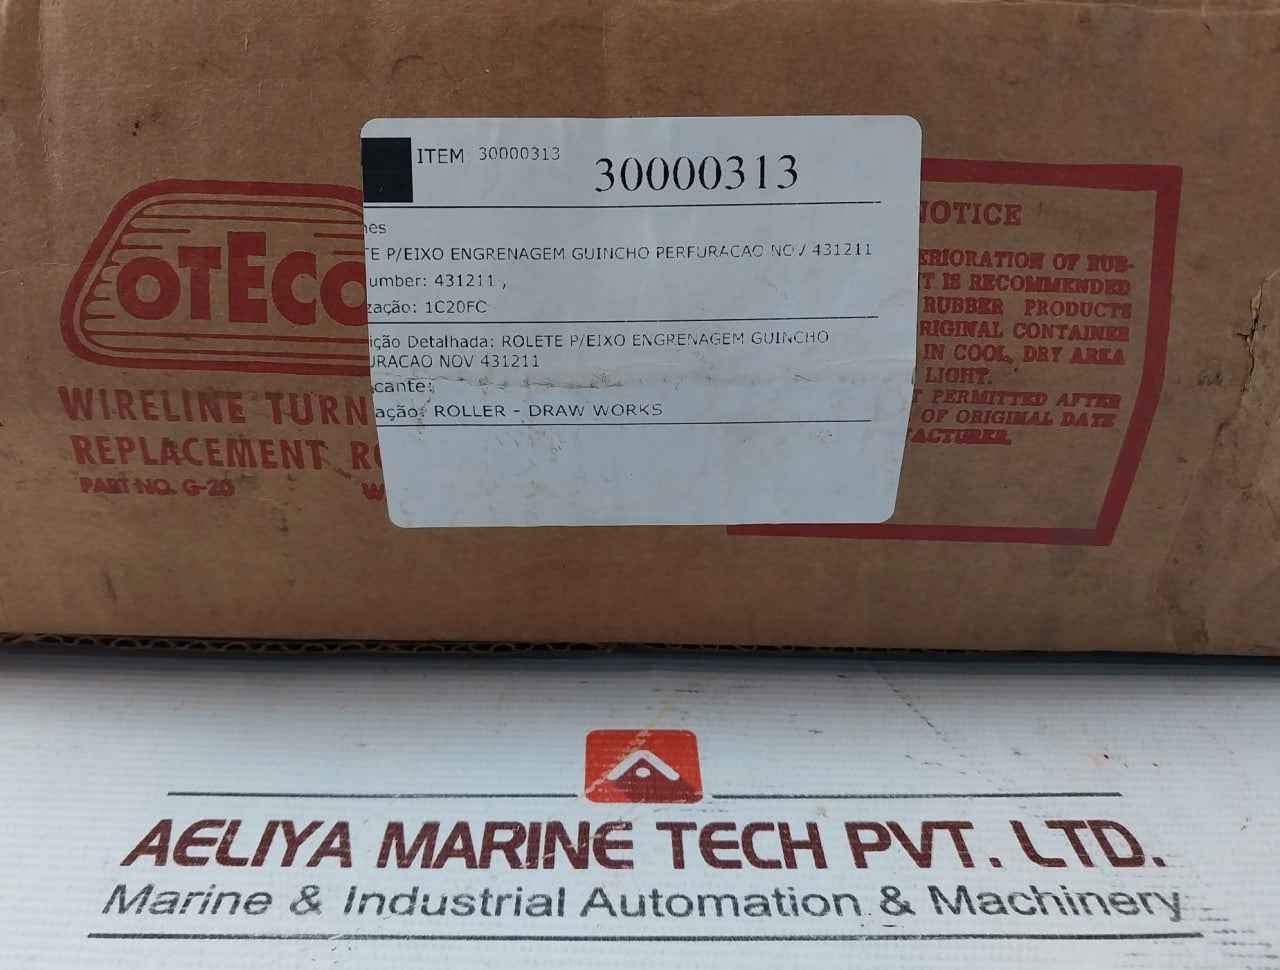 ITEM 30000313 30000313
nes
TE P/EIXO ENGRENAGEM GUINCHO PERFURACAO NOV 431211
umber: 431211 ,
zação: 1C20FC
ição Detalhada: ROLETE P/EIXO ENGRENAGEM GUINCHO
URACAO NOV 431211
cante:
ação: ROLLER - DRAW WORKS
OTECO
WIRELINE TURN
REPLACEMENT RO
PART NO. G-20 W
NOTICE
ERIORATION OF RUB-
T IS RECOMMENDED
RUBBER PRODUCTS
RIGINAL CONTAINER
IN COOL, DRY AREA
LIGHT.
T PERMITTED AFTER
OF ORIGINAL DATE
FACTURER.
AELIYA MARINE TECH PVT. LTD.
Marine & Industrial Automation & Machinery